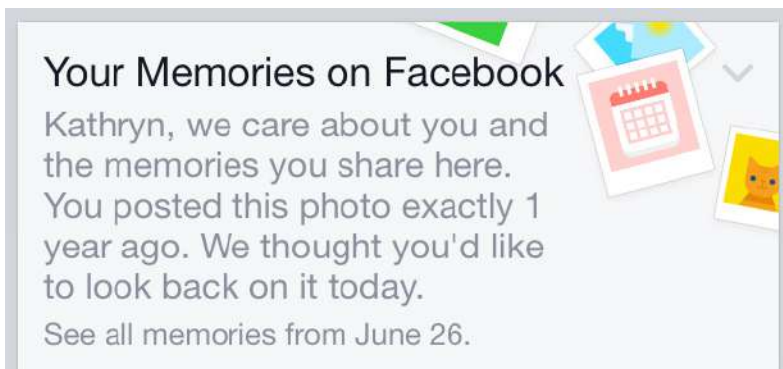 Your Memories on Facebook
Kathryn, we care about you and
the memories you share here.
You posted this photo exactly 1
year ago. We thought you'd like
to look back on it today.
See all memories from June 26.